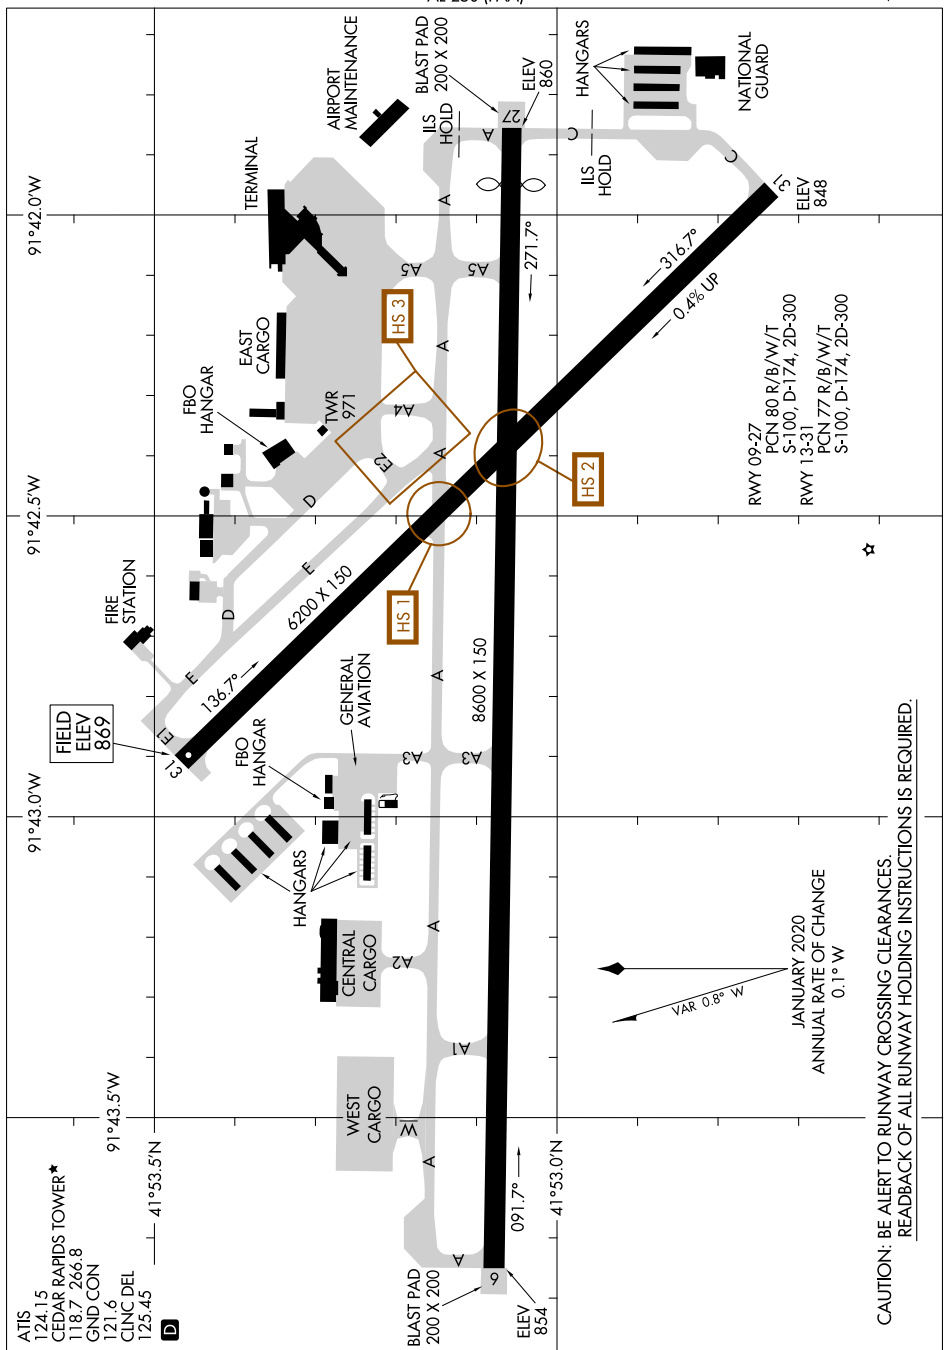 AL-230 (FAA)
ATIS
124.15
CEDAR RAPIDS TOWER★
118.7 266.8
GND CON
121.6
CLNC DEL
125.45
D
91°43.5'W
91°43.0'W
91°42.5'W
91°42.0'W
41°53.5'N
41°53.0'N
FIELD
ELEV
869
13
E1
E
136.7°
6200 X 150
FIRE
STATION
D
E
D
FBO
HANGAR
EAST
CARGO
TERMINAL
AIRPORT
MAINTENANCE
TWR
971
E2
A4
HS 3
A5
A5
A
A
A
ILS
HOLD
BLAST PAD
200 X 200
A
27
ELEV
860
HANGARS
NATIONAL
GUARD
C
ILS
HOLD
C
31
ELEV
848
271.7°
316.7°
0.4% UP
HS 1
HS 2
FBO
HANGAR
GENERAL
AVIATION
HANGARS
CENTRAL
CARGO
WEST
CARGO
A3
A3
A
A2
A
A1
W
A
A
8600 X 150
091.7°
9
BLAST PAD
200 X 200
ELEV
854
RWY 09-27
PCN 80 R/B/W/T
S-100, D-174, 2D-300
RWY 13-31
PCN 77 R/B/W/T
S-100, D-174, 2D-300
VAR 0.8° W
JANUARY 2020
ANNUAL RATE OF CHANGE
0.1° W
CAUTION: BE ALERT TO RUNWAY CROSSING CLEARANCES.
READBACK OF ALL RUNWAY HOLDING INSTRUCTIONS IS REQUIRED.